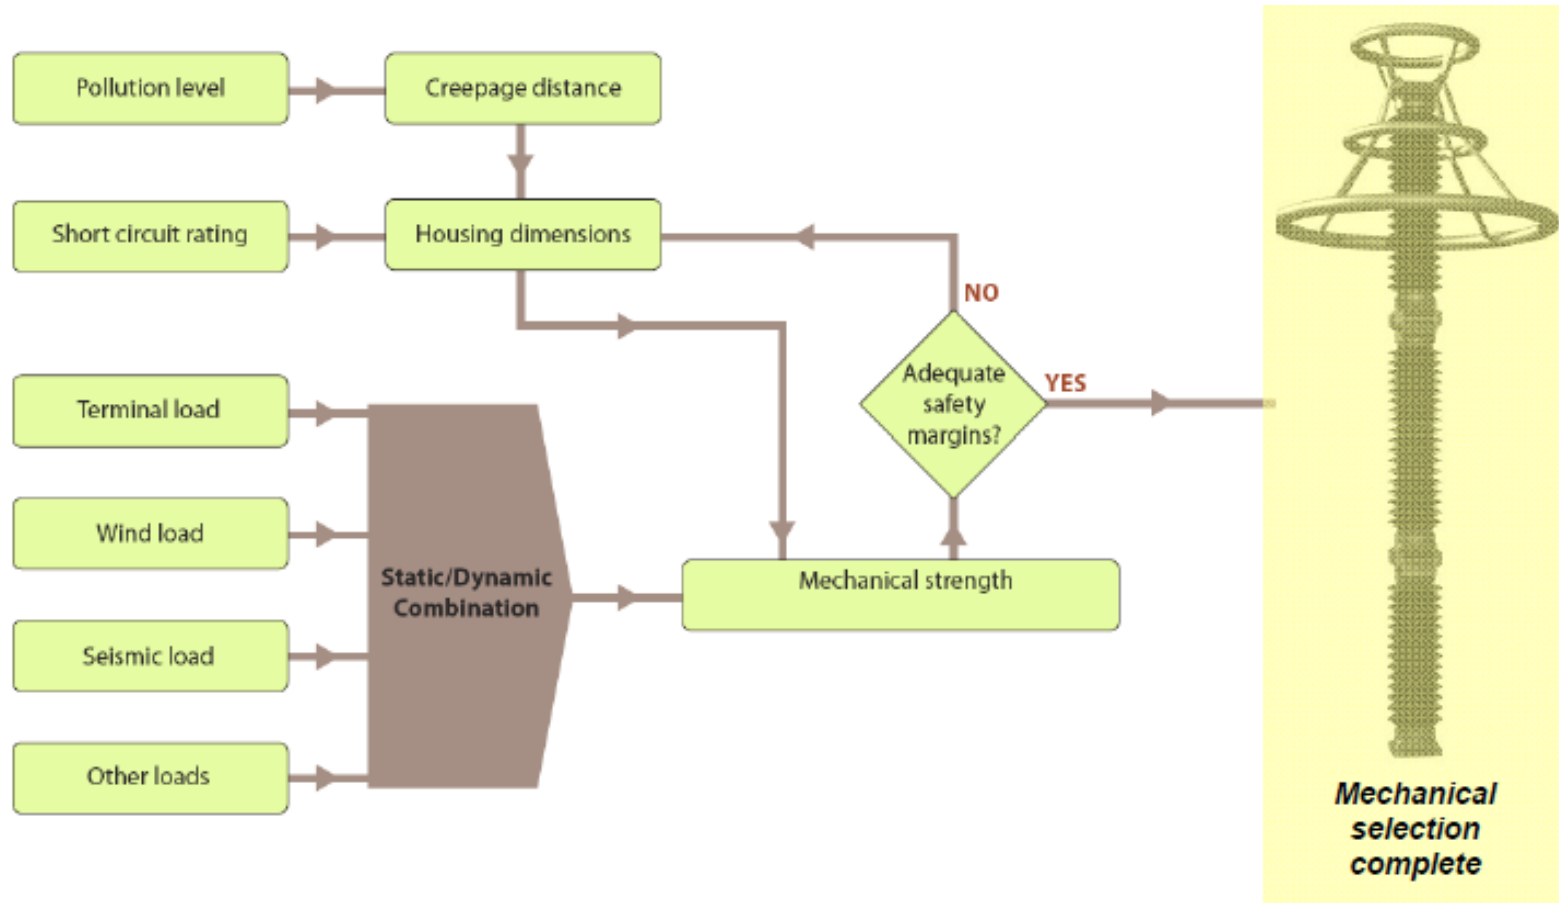 Pollution level
Creepage distance
Short circuit rating
Housing dimensions
NO
Terminal load
Adequate
safety
margins?
YES
Wind load
Static/Dynamic
Combination
Mechanical strength
Seismic load
Other loads
Mechanical
selection
complete